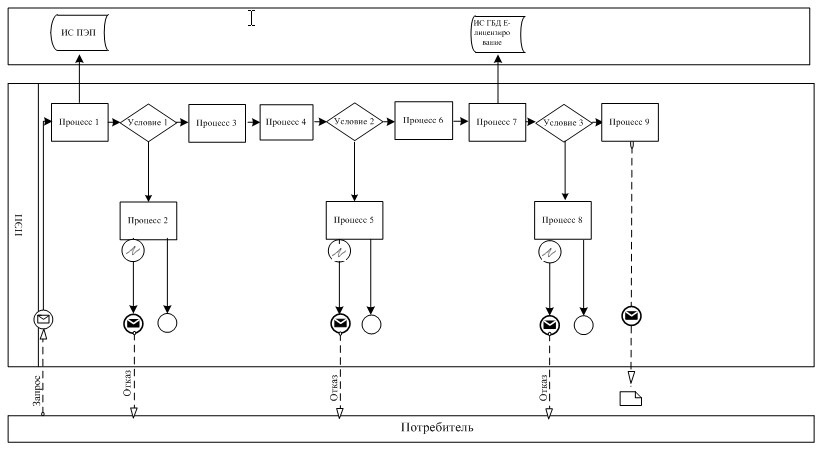 ИС ПЭП
ИС ГБД Е-
лицензиро
вание
ПЭП
Процесс 1
Условие 1
Процесс 3
Процесс 4
Условие 2
Процесс 6
Процесс 7
Условие 3
Процесс 9
Процесс 2
Процесс 5
Процесс 8
Запрос
Отказ
Отказ
Отказ
Потребитель